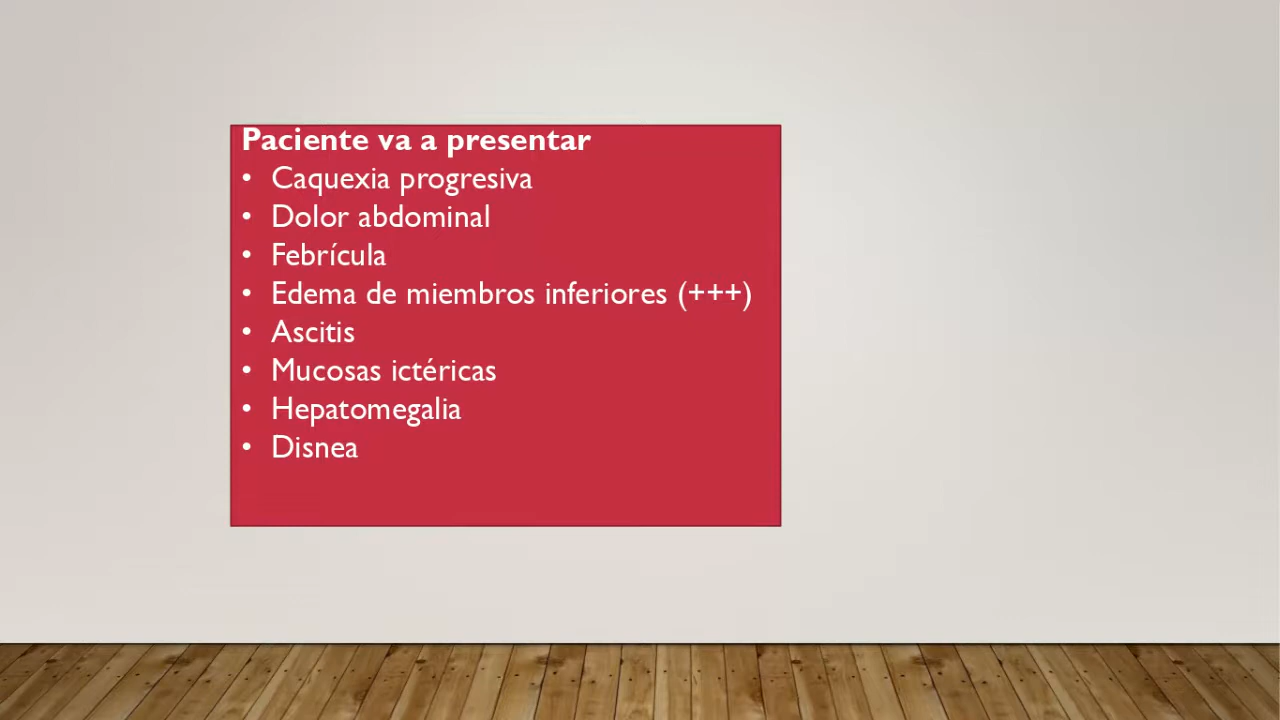 Paciente va a presentar
• Caquexia progresiva
• Dolor abdominal
• Febrícula
• Edema de miembros inferiores (+++)
• Ascitis
• Mucosas ictéricas
• Hepatomegalia
• Disnea